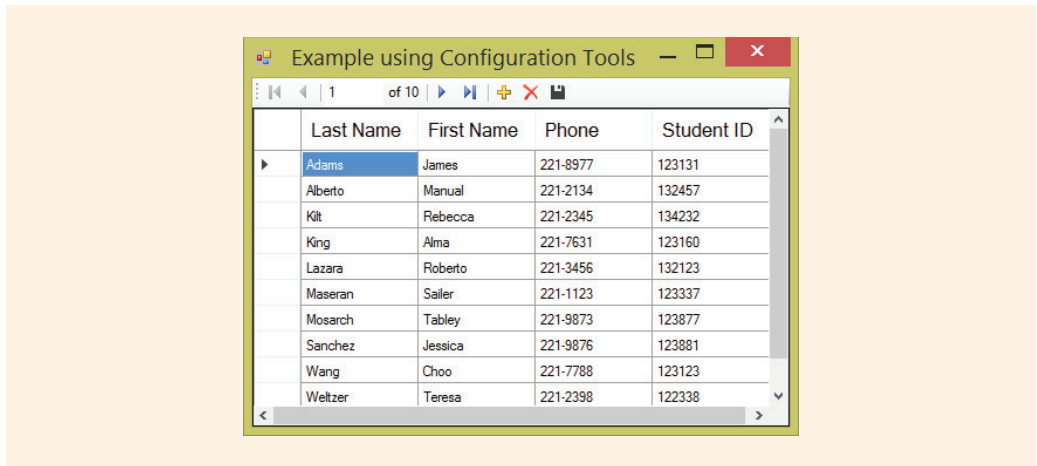 Example using Configuration Tools
1 of 10
Last Name First Name Phone Student ID
Adams James 221-8977 123131
Alberto Manual 221-2134 132457
Kilt Rebecca 221-2345 134232
King Alma 221-7631 123160
Lazara Roberto 221-3456 132123
Maseran Sailer 221-1123 123337
Mosarch Tabley 221-9873 123877
Sanchez Jessica 221-9876 123881
Wang Choo 221-7788 123123
Weltzer Teresa 221-2398 122338